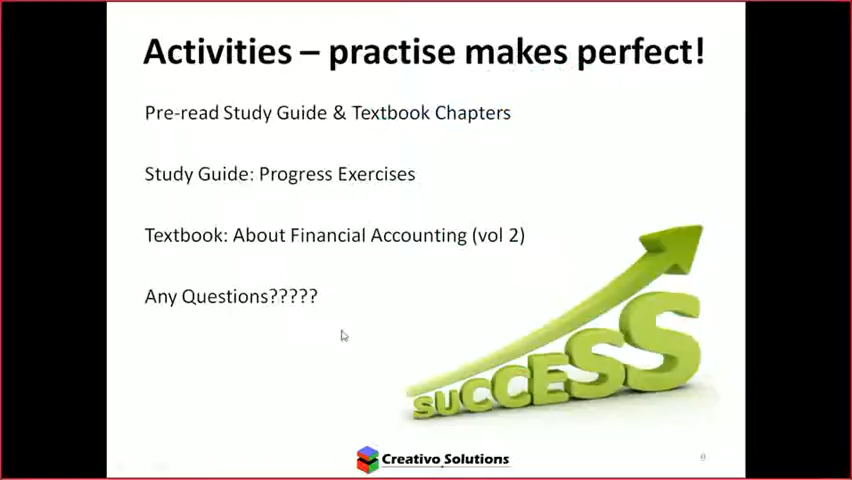 Activities – practise makes perfect!
Pre-read Study Guide & Textbook Chapters
Study Guide: Progress Exercises
Textbook: About Financial Accounting (vol 2)
Any Questions?????
SUCCESS
Creativo Solutions